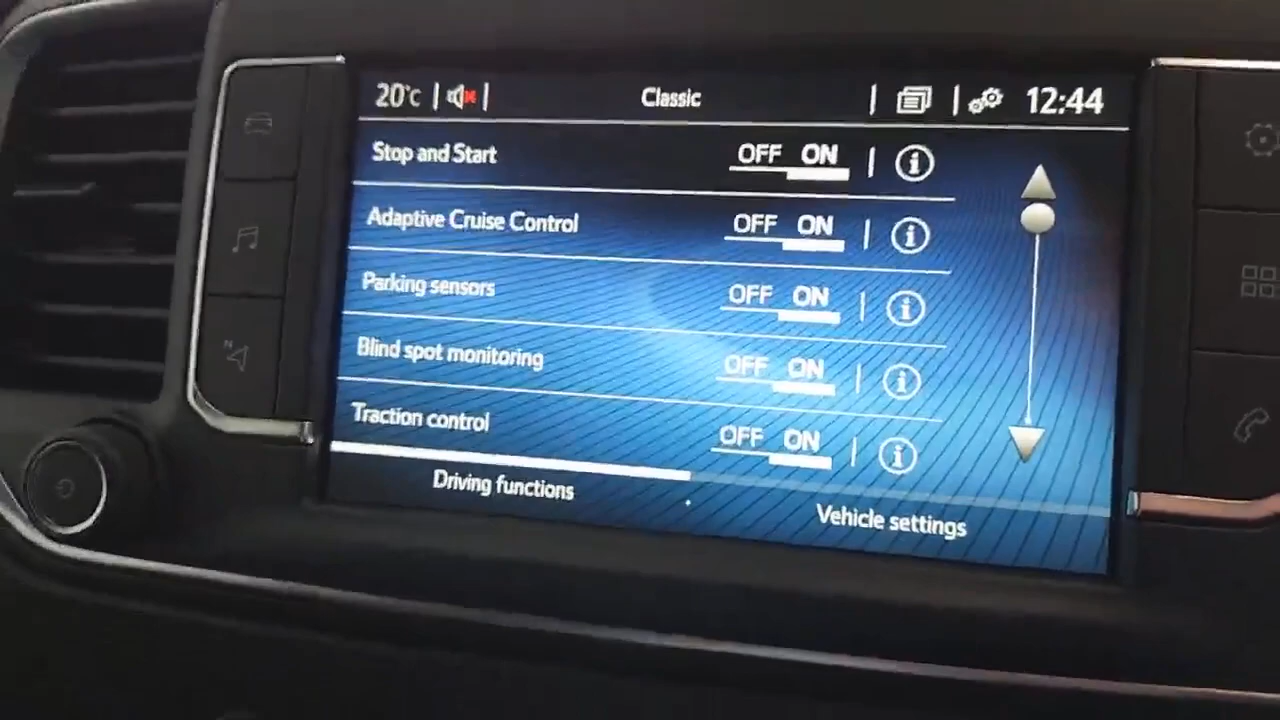 20°c Classic 12:44
Stop and Start OFF ON
Adaptive Cruise Control OFF ON
Parking sensors OFF ON
Blind spot monitoring OFF ON
Traction control OFF ON
Driving functions Vehicle settings
N